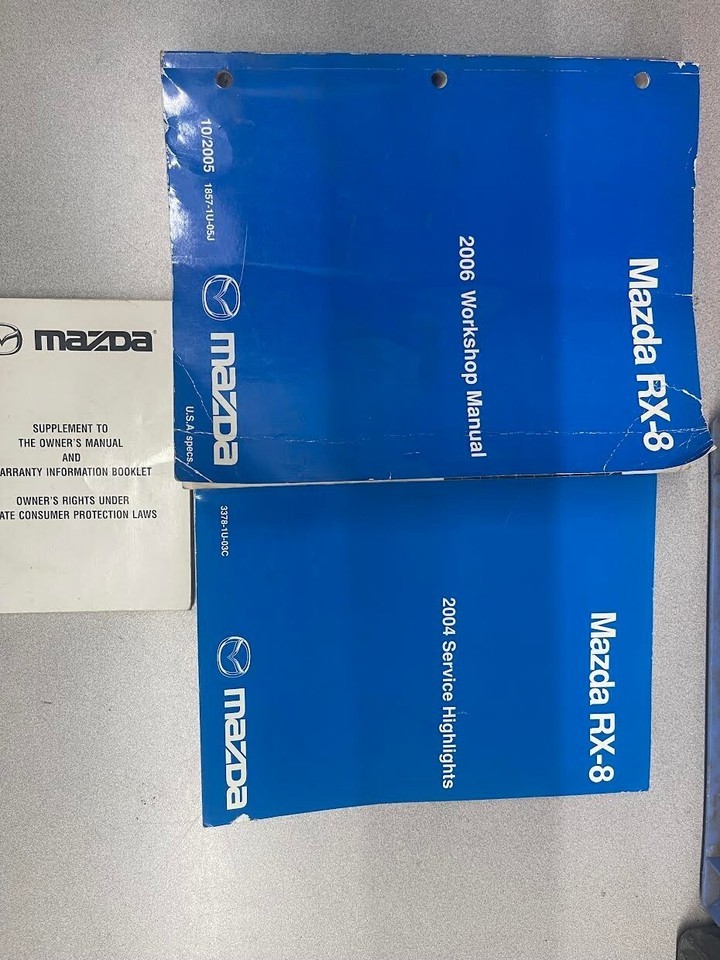 Mazda RX-8
2006 Workshop Manual
mazda
U.S.A. specs.
10/2005 1857-1U-05J
mazda
SUPPLEMENT TO
THE OWNER'S MANUAL
AND
ARRANTY INFORMATION BOOKLET
OWNER'S RIGHTS UNDER
ATE CONSUMER PROTECTION LAWS
Mazda RX-8
2004 Service Highlights
mazda
3378-1U-03C